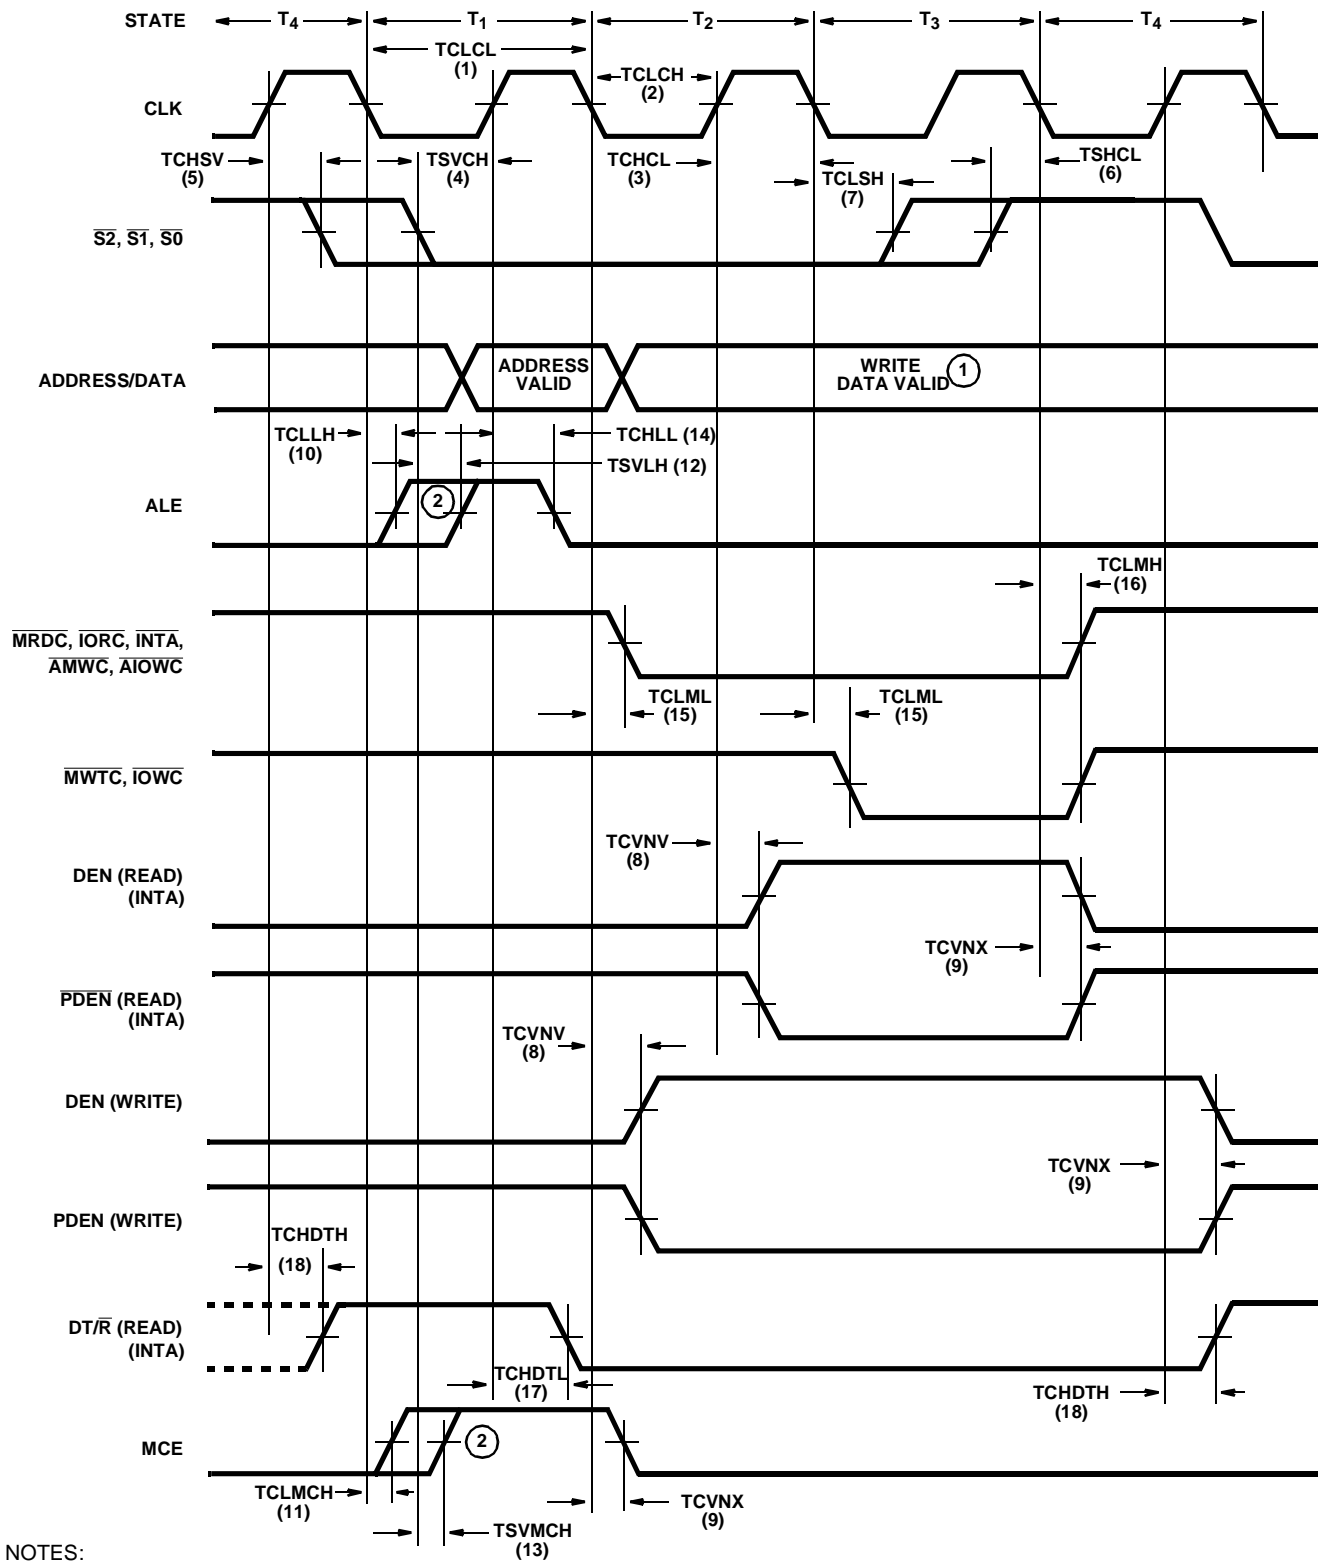 STATE T4 T1 T2 T3 T4
TCLCL
(1)
TCLCH
(2)
CLK
TCHSV
(5)
TSVCH
(4)
TCHCL
(3)
TCLSH
(7)
TSHCL
(6)
S2, S1, S0
ADDRESS/DATA
ADDRESS
VALID
WRITE
DATA VALID 1
TCLLH
(10)
TCHLL (14)
TSVLH (12)
ALE
2
TCLMH
(16)
MRDC, IORC, INTA,
AMWC, AIOWC
TCLML
(15)
TCLML
(15)
MWTC, IOWC
TCVNV
(8)
DEN (READ)
(INTA)
TCVNX
(9)
PDEN (READ)
(INTA)
TCVNV
(8)
DEN (WRITE)
TCVNX
(9)
PDEN (WRITE)
TCHDTH
(18)
DT/R (READ)
(INTA)
TCHDTL
(17)
TCHDTH
(18)
MCE
2
TCLMCH
(11)
TCVNX
(9)
TSVMCH
(13)
NOTES: